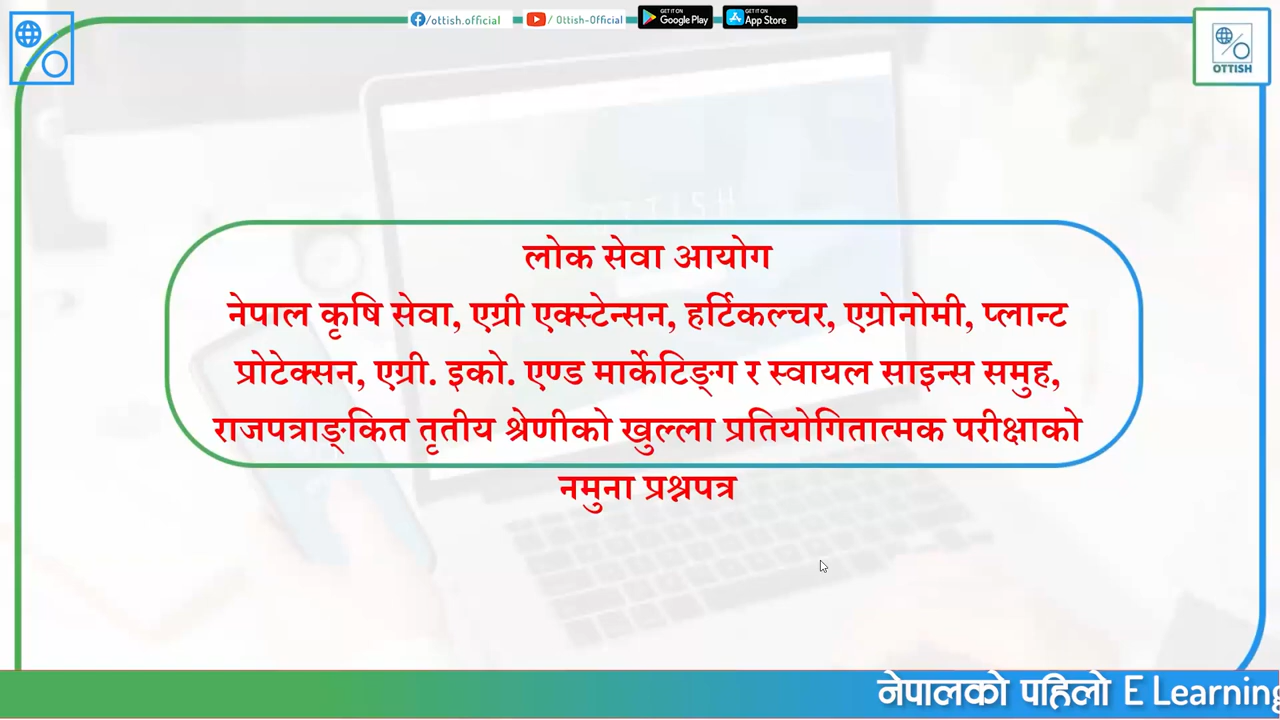 /ottish.official
/ Ottish-Official
GET IT ON
Google Play
GET IT ON
App Store
OTTISH
OTTISH
लोक सेवा आयोग
नेपाल कृषि सेवा, एग्री एक्स्टेन्सन, हर्टिकल्चर, एग्रोनोमी, प्लान्ट
प्रोटेक्सन, एग्री. इको. एण्ड मार्केटिङ्ग र स्वायल साइन्स समुह,
राजपत्राङ्कित तृतीय श्रेणीको खुल्ला प्रतियोगितात्मक परीक्षाको
नमुना प्रश्नपत्र
नेपालको पहिलो E Learning